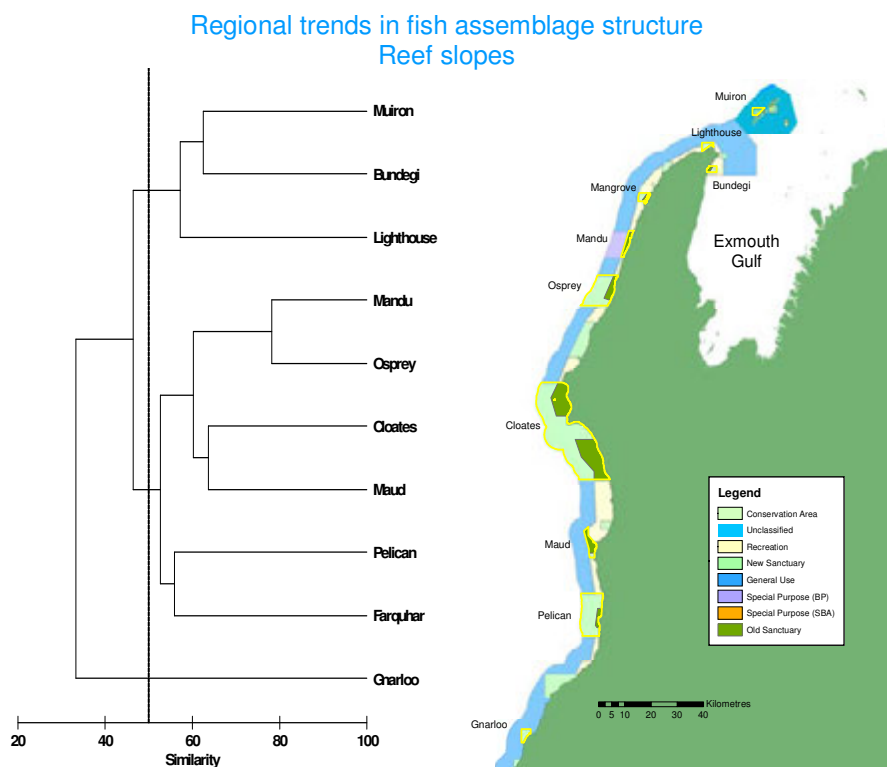 Regional trends in fish assemblage structure
Reef slopes
Muiron
Bundegi
Lighthouse
Mandu
Osprey
Cloates
Maud
Pelican
Farquhar
Gnarloo
20 40 60 80 100
Similarity
Muiron
Lighthouse
Bundegi
Mangrove
Mandu
Exmouth
Gulf
Osprey
Cloates
Maud
Pelican
Gnarloo
Legend
Conservation Area
Unclassified
Recreation
New Sanctuary
General Use
Special Purpose (BP)
Special Purpose (SBA)
Old Sanctuary
Kilometres
0 5 10 20 30 40